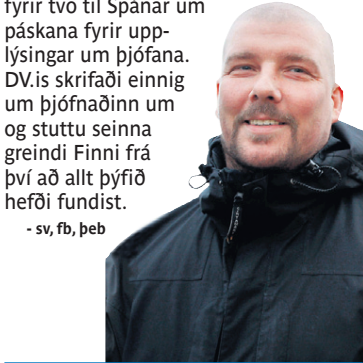 fyrir tvo til Spánar um
páskana fyrir upp-
lýsingar um þjófana.
DV.is skrifaði einnig
um þjófnaðinn um
og stuttu seinna
greindi Finni frá
því að allt þýfið
hefði fundist.
- sv, fb, þeb